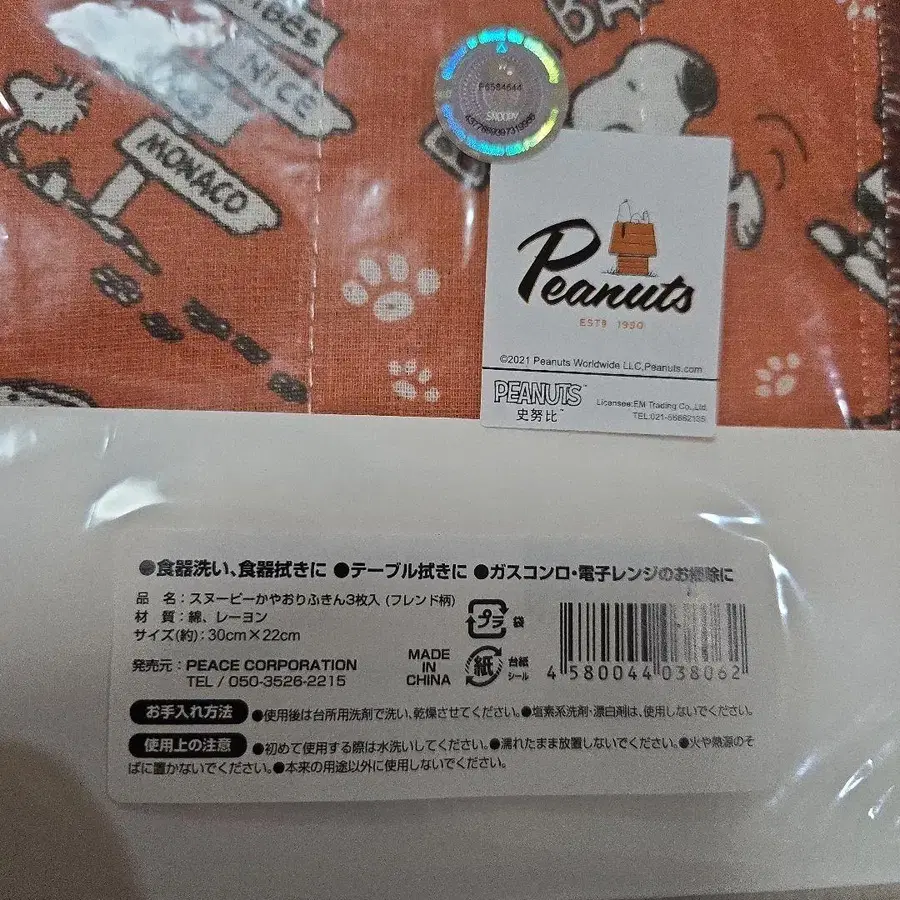 NICE
MONACO
P6584644
snoopy
Peanuts
ESTD 1950
©2021 Peanuts Worldwide LLC,Peanuts.com
PEANUTS™
史努比™
Licensee:EM Trading Co.,Ltd.
TEL:021-56662135
●食器洗い、食器拭きに ●テーブル拭きに ●ガスコンロ・電子レンジのお掃除に
品 名：スヌーピーかやおりふきん3枚入 (フレンド柄)
材 質：綿、レーヨン
サイズ(約)：30cm×22cm
発売元：PEACE CORPORATION
TEL / 050-3526-2215
MADE
IN
CHINA
プラ 袋
紙 台紙
シール
4 580044 038062
お手入れ方法 ●使用後は台所用洗剤で洗い、乾燥させてください。●塩素系洗剤・漂白剤は、使用しないでください。
使用上の注意 ●初めて使用する際は水洗いしてください。●濡れたまま放置しないでください。●火や熱源のそ
ばに置かないでください。●本来の用途以外に使用しないでください。